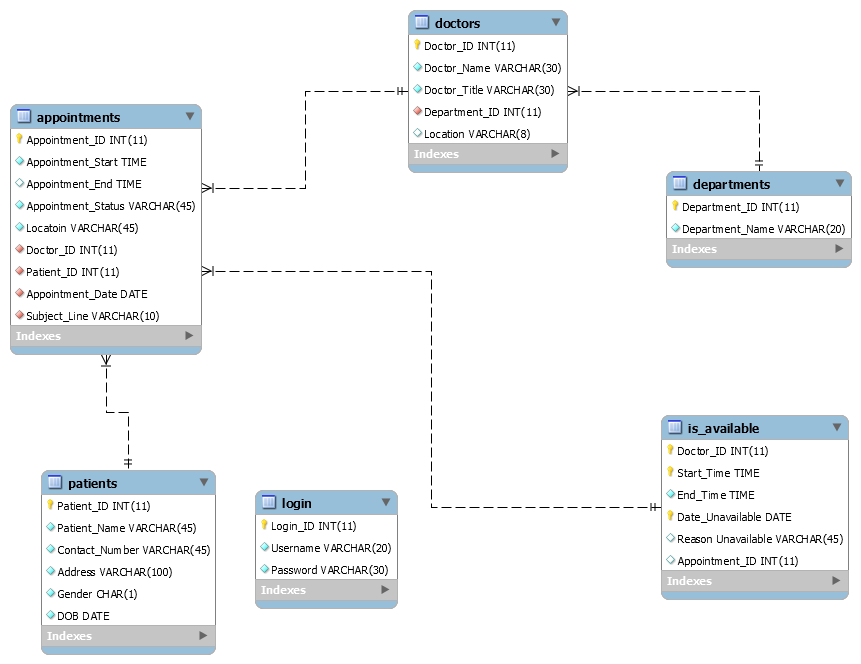 doctors
Doctor_ID INT(11)
Doctor_Name VARCHAR(30)
Doctor_Title VARCHAR(30)
Department_ID INT(11)
Location VARCHAR(8)
Indexes
appointments
Appointment_ID INT(11)
Appointment_Start TIME
Appointment_End TIME
Appointment_Status VARCHAR(45)
Locatoin VARCHAR(45)
Doctor_ID INT(11)
Patient_ID INT(11)
Appointment_Date DATE
Subject_Line VARCHAR(10)
Indexes
departments
Department_ID INT(11)
Department_Name VARCHAR(20)
Indexes
patients
Patient_ID INT(11)
Patient_Name VARCHAR(45)
Contact_Number VARCHAR(45)
Address VARCHAR(100)
Gender CHAR(1)
DOB DATE
Indexes
login
Login_ID INT(11)
Username VARCHAR(20)
Password VARCHAR(30)
Indexes
is_available
Doctor_ID INT(11)
Start_Time TIME
End_Time TIME
Date_Unavailable DATE
Reason Unavailable VARCHAR(45)
Appointment_ID INT(11)
Indexes